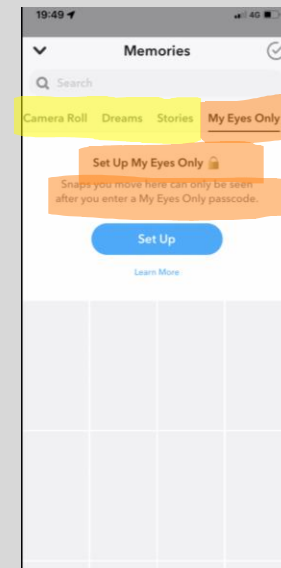 19:49
4G
Memories
Search
Camera Roll Dreams Stories My Eyes Only
Set Up My Eyes Only 🔒
Snaps you move here can only be seen
after you enter a My Eyes Only passcode.
Set Up
Learn More